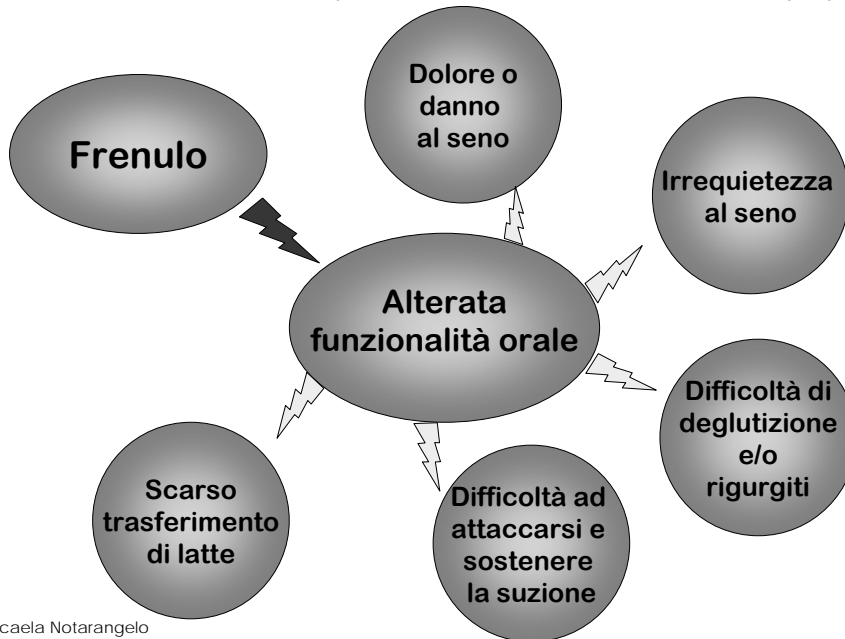 Frenulo
Dolore o
danno
al seno
Irrequietezza
al seno
Alterata
funzionalità orale
Difficoltà di
deglutizione
e/o
rigurgiti
Scarso
trasferimento
di latte
Difficoltà ad
attaccarsi e
sostenere
la suzione
caela Notarangelo